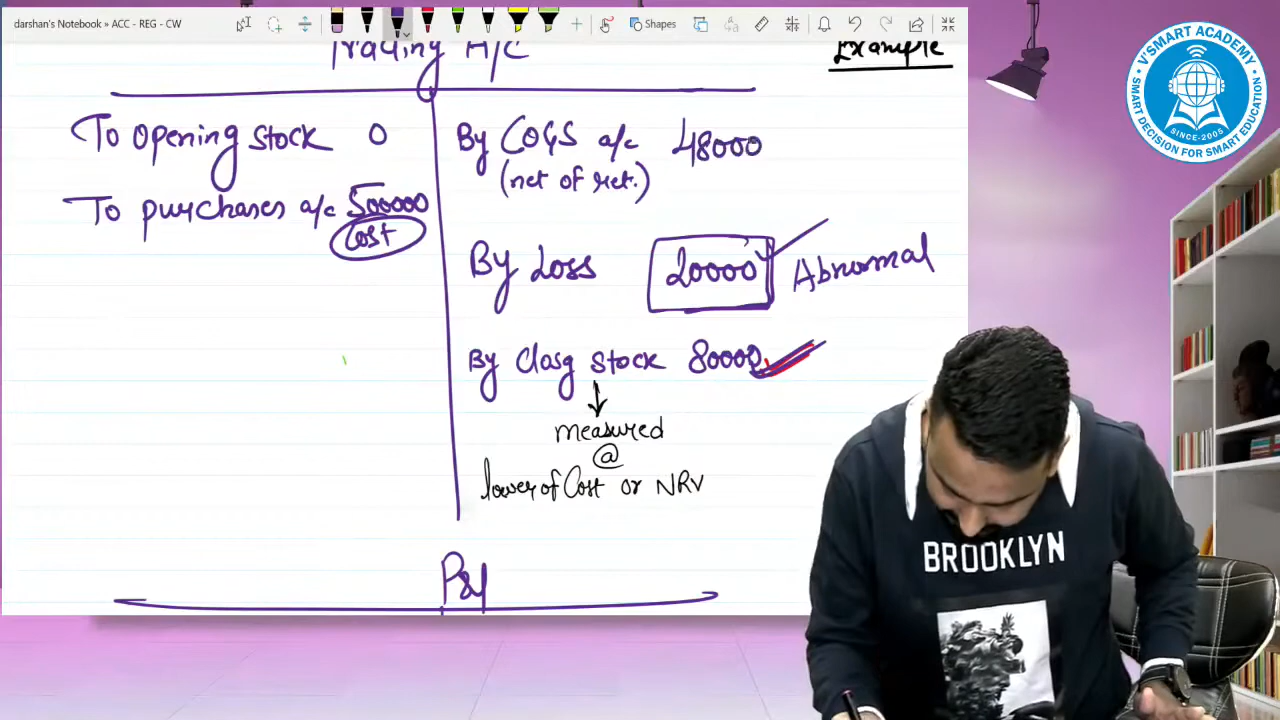 darshan's Notebook » ACC - REG - CW
Shapes
Trading A/C
Example
To opening stock 0
To purchases a/c 500000
Cost
By COGS a/c 48000
(net of ret.)
By Loss 20000 Abnormal
By Closg stock 80000
measured
@
lower of Cost or NRV
P&L
V'SMART ACADEMY
SINCE-2005
SMART DECISION FOR SMART EDUCATION
BROOKLYN